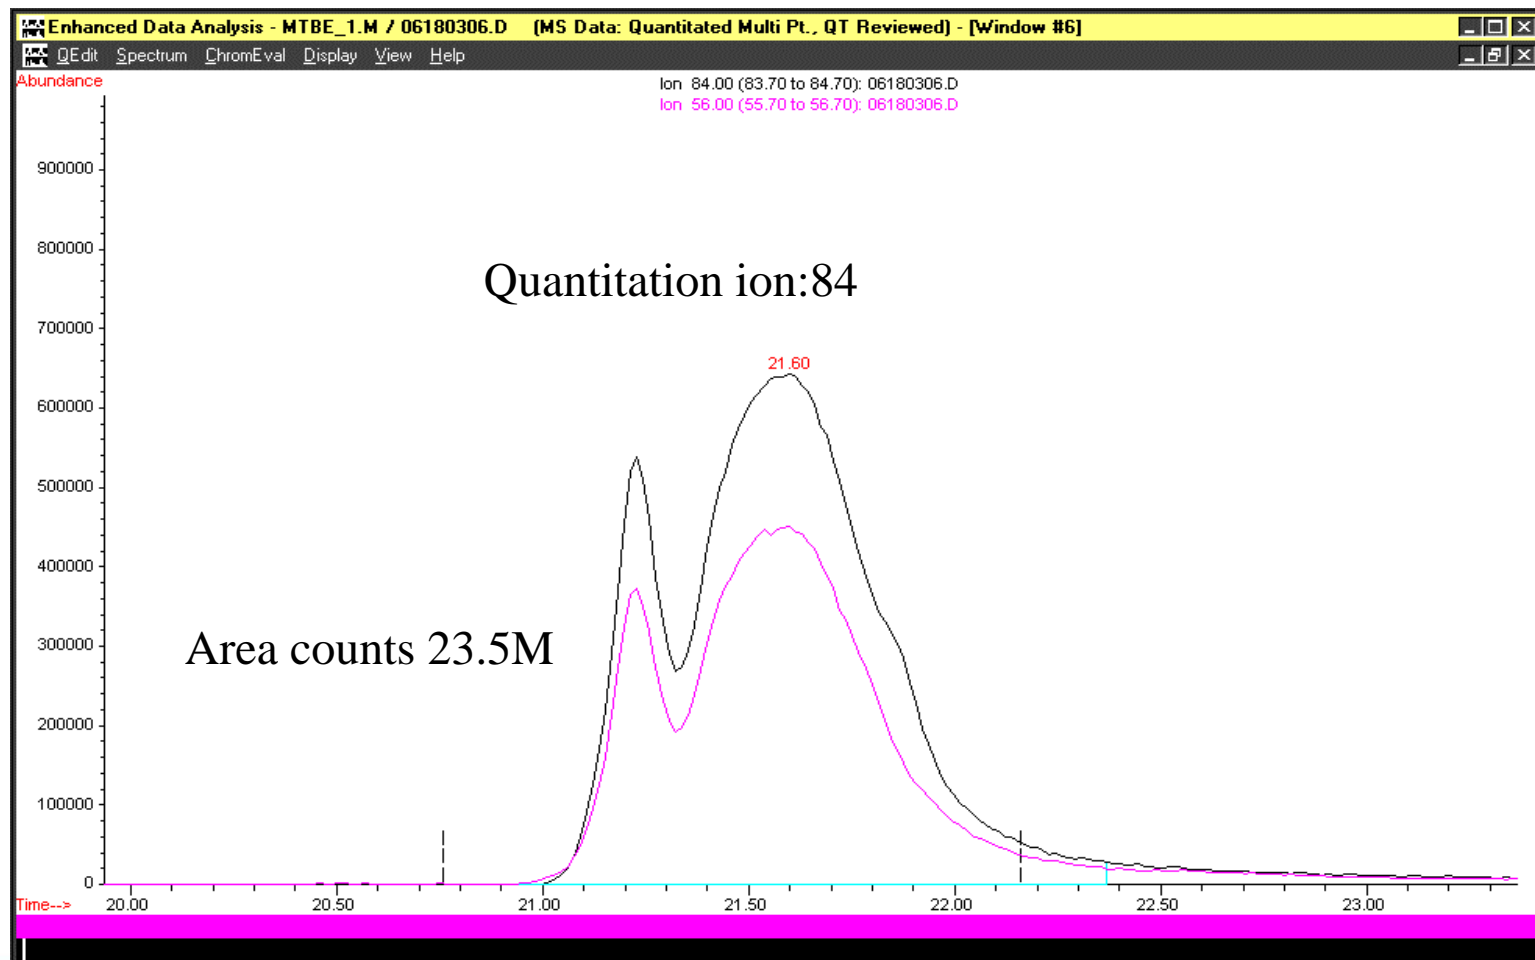 Enhanced Data Analysis - MTBE_1.M / 06180306.D (MS Data: Quantitated Multi Pt., QT Reviewed) - [Window #6]
QEdit Spectrum ChromEval Display View Help
Abundance
Ion 84.00 (83.70 to 84.70): 06180306.D
Ion 56.00 (55.70 to 56.70): 06180306.D
900000
800000
Quantitation ion:84
700000
21.60
600000
500000
400000
300000
Area counts 23.5M
200000
100000
0
Time--> 20.00 20.50 21.00 21.50 22.00 22.50 23.00